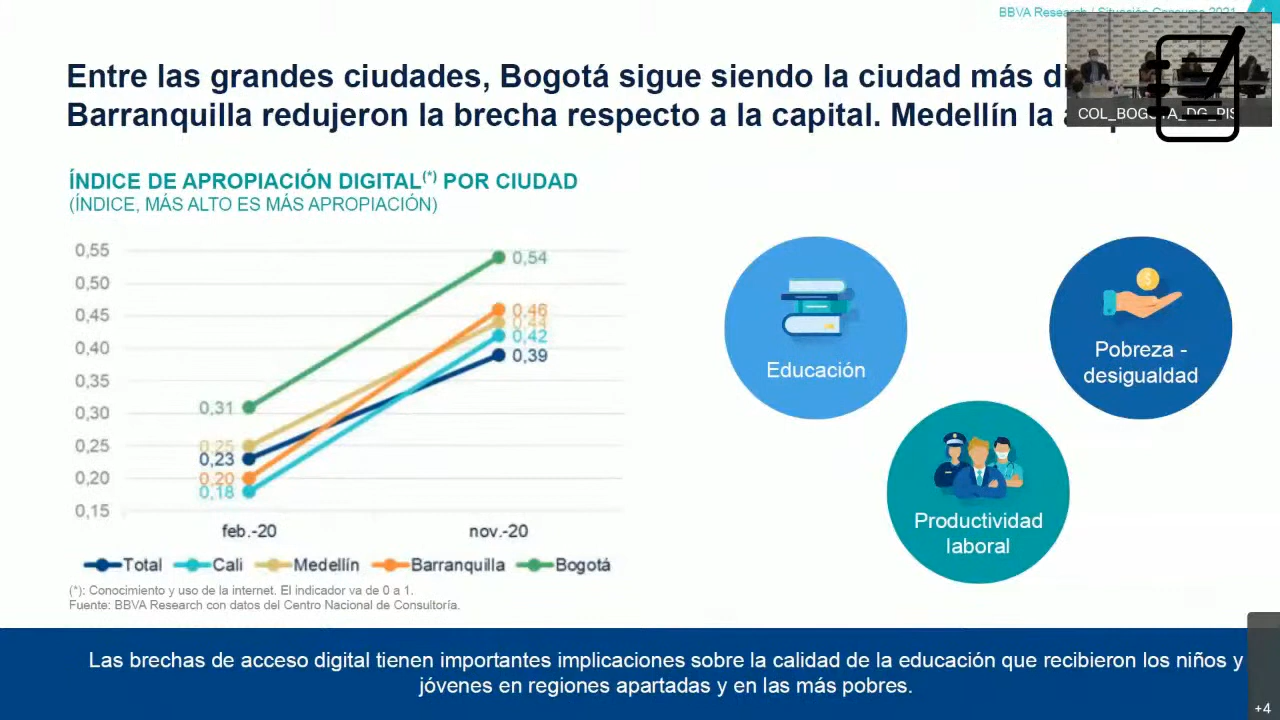 BBVA Research | Situación Consumo 2021 4
Entre las grandes ciudades, Bogotá sigue siendo la ciudad más
Barranquilla redujeron la brecha respecto a la capital. Medellín la
COL_BOGOTA_DG_PIS
ÍNDICE DE APROPIACIÓN DIGITAL(*) POR CIUDAD
(ÍNDICE, MÁS ALTO ES MÁS APROPIACIÓN)
0,55
0,50
0,45
0,40
0,35
0,30
0,25
0,20
0,15
0,31
0,25
0,23
0,20
0,18
0,54
0,46
0,44
0,42
0,39
feb.-20 nov.-20
Total Cali Medellín Barranquilla Bogotá
(*): Conocimiento y uso de la internet. El indicador va de 0 a 1.
Fuente: BBVA Research con datos del Centro Nacional de Consultoría.
Educación
Pobreza -
desigualdad
Productividad
laboral
Las brechas de acceso digital tienen importantes implicaciones sobre la calidad de la educación que recibieron los niños y
jóvenes en regiones apartadas y en las más pobres.
+4